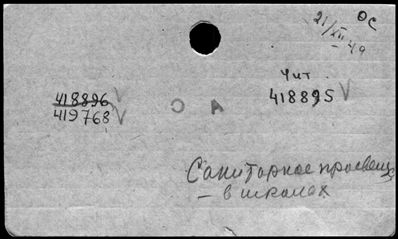 ОС
21/XII-49
Чит
418896
418895
419768
С А
Санитарное просвещ
– в школах